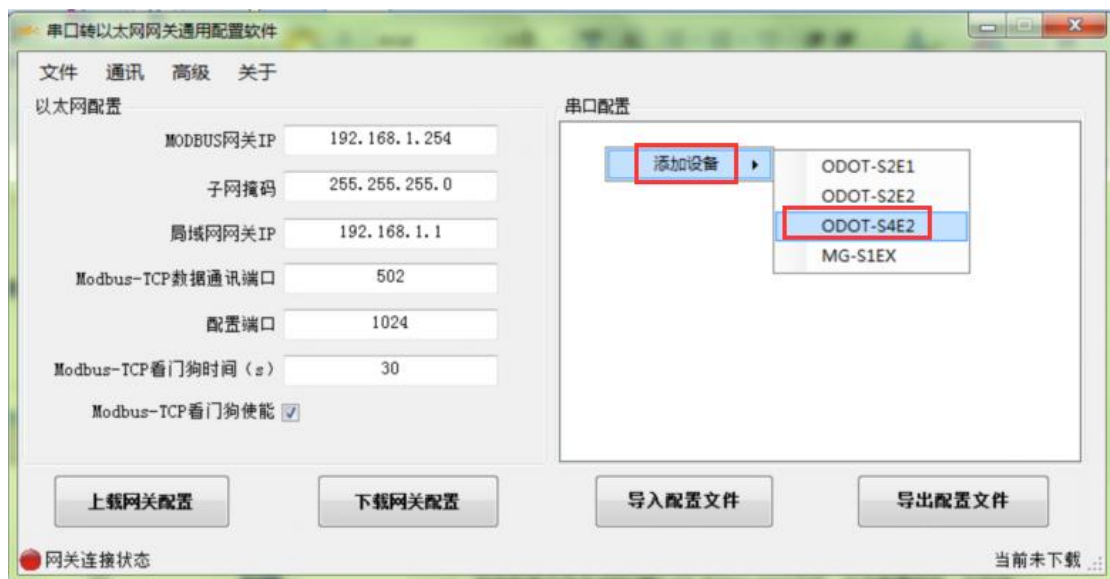 串口转以太网网关通用配置软件
文件 通讯 高级 关于
以太网配置
MODBUS网关IP 192.168.1.254
子网掩码 255.255.255.0
局域网网关IP 192.168.1.1
Modbus-TCP数据通讯端口 502
配置端口 1024
Modbus-TCP看门狗时间（s） 30
Modbus-TCP看门狗使能
串口配置
添加设备
ODOT-S2E1
ODOT-S2E2
ODOT-S4E2
MG-S1EX
上载网关配置 下载网关配置 导入配置文件 导出配置文件
网关连接状态 当前未下载